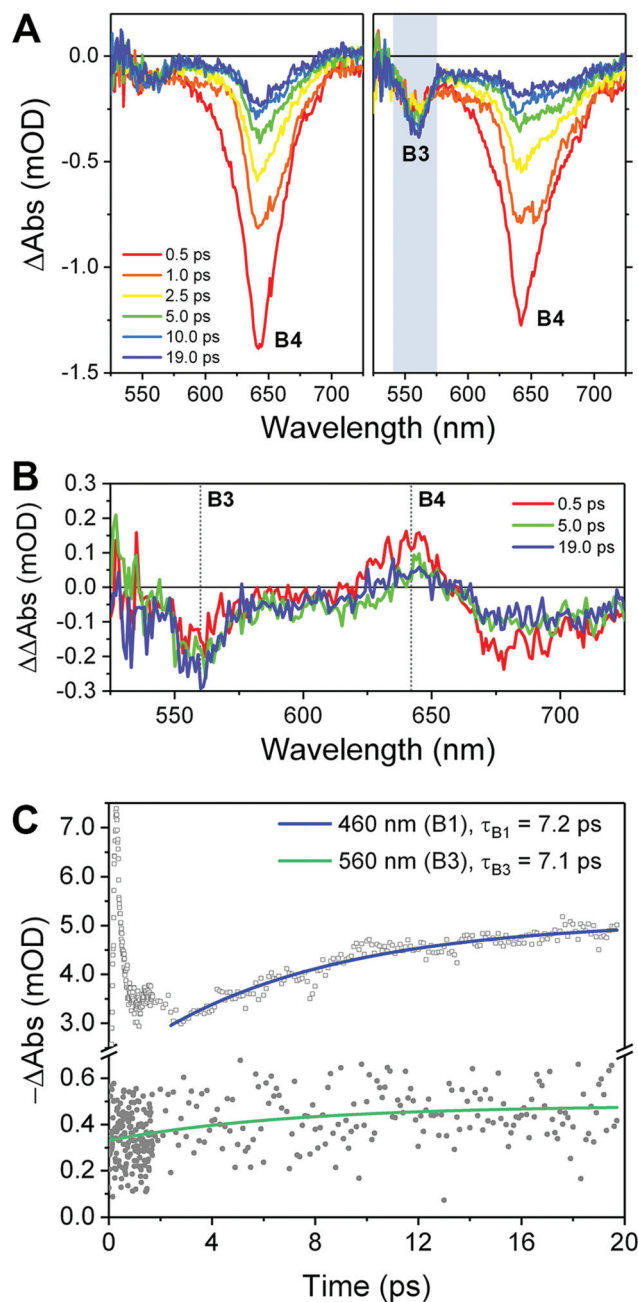 A
0.0
-0.5
-1.0
-1.5
ΔAbs (mOD)
0.5 ps
1.0 ps
2.5 ps
5.0 ps
10.0 ps
19.0 ps
B4
B3
B4
550 600 650 700
550 600 650 700
Wavelength (nm)
Wavelength (nm)
B
0.3
0.2
0.1
0.0
-0.1
-0.2
-0.3
ΔΔAbs (mOD)
B3
B4
0.5 ps
5.0 ps
19.0 ps
550 600 650 700
Wavelength (nm)
C
7.0
6.0
5.0
4.0
3.0
0.6
0.4
0.2
0.0
−ΔAbs (mOD)
460 nm (B1), τB1 = 7.2 ps
560 nm (B3), τB3 = 7.1 ps
0 4 8 12 16 20
Time (ps)